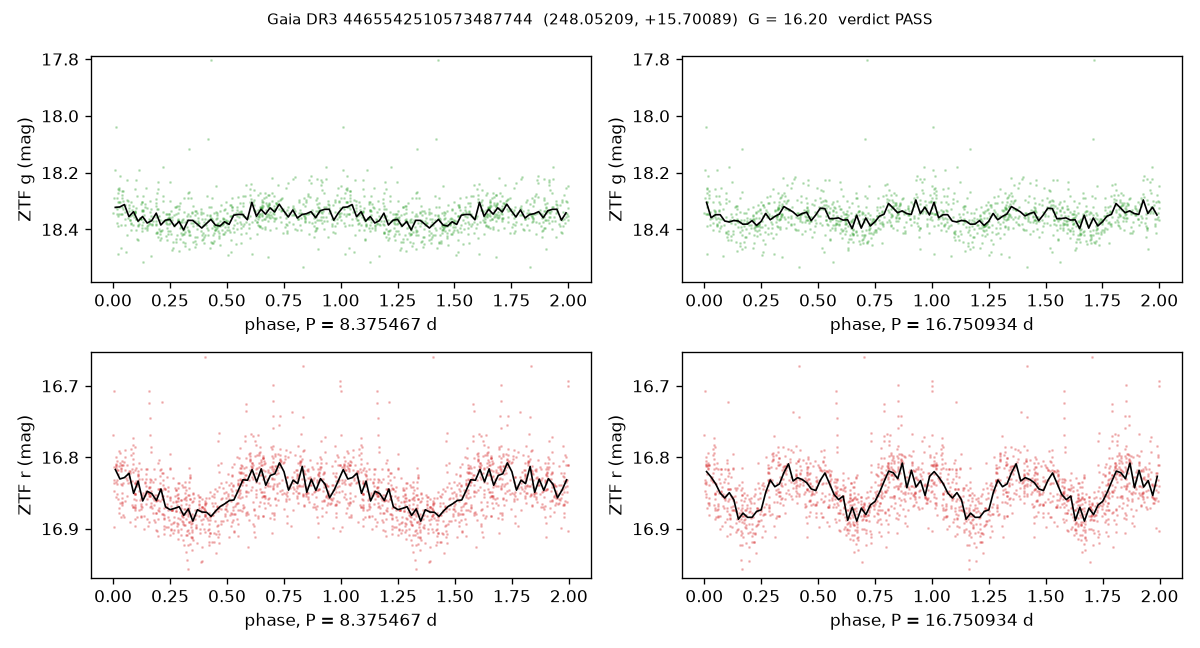 Gaia DR3 4465542510573487744  (248.05209, +15.70089)  G = 16.20  verdict PASS
ZTF g (mag)
17.8
18.0
18.2
18.4
0.00 0.25 0.50 0.75 1.00 1.25 1.50 1.75 2.00
phase, P = 8.375467 d
ZTF g (mag)
17.8
18.0
18.2
18.4
0.00 0.25 0.50 0.75 1.00 1.25 1.50 1.75 2.00
phase, P = 16.750934 d
ZTF r (mag)
16.7
16.8
16.9
0.00 0.25 0.50 0.75 1.00 1.25 1.50 1.75 2.00
phase, P = 8.375467 d
ZTF r (mag)
16.7
16.8
16.9
0.00 0.25 0.50 0.75 1.00 1.25 1.50 1.75 2.00
phase, P = 16.750934 d